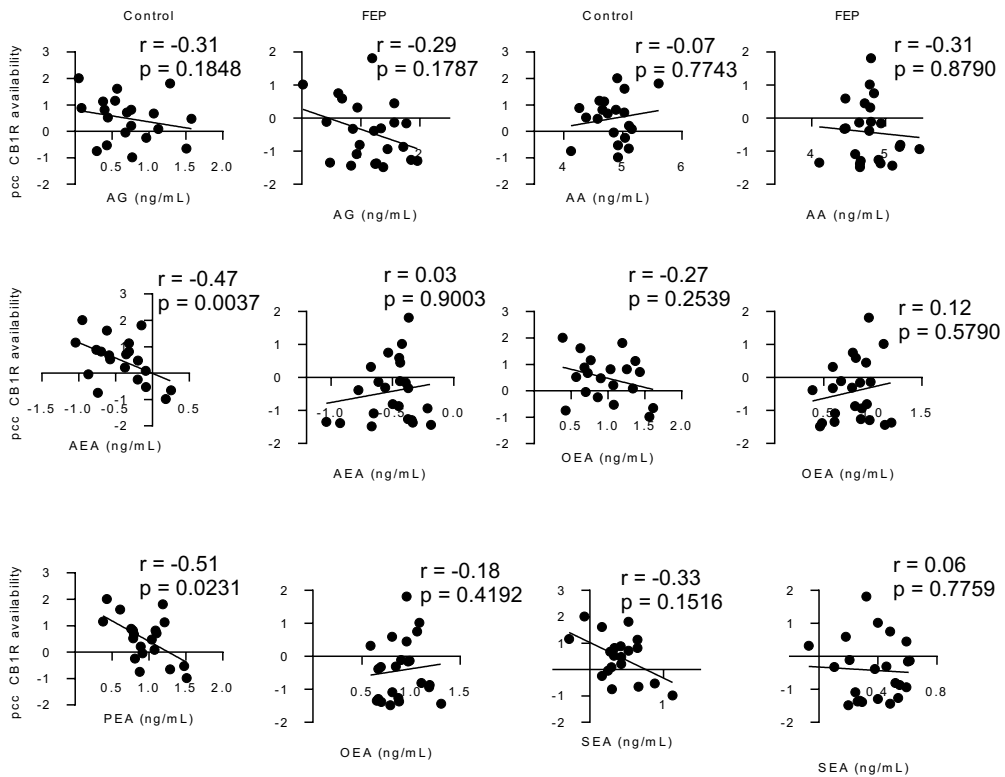 Control
FEP
Control
FEP
r = -0.31
p = 0.1848
r = -0.29
p = 0.1787
r = -0.07
p = 0.7743
r = -0.31
p = 0.8790
pcc CB1R availability
3
2
1
0
-1
-2
0.5
1.0
1.5
2.0
AG (ng/mL)
2
1
0
-1
-2
2
AG (ng/mL)
3
2
1
0
-1
-2
4
5
6
AA (ng/mL)
2
1
0
-1
-2
4
5
AA (ng/mL)
r = -0.47
p = 0.0037
r = 0.03
p = 0.9003
r = -0.27
p = 0.2539
r = 0.12
p = 0.5790
pcc CB1R availability
3
2
1
-1
-2
-1.5
-1.0
-0.5
0.5
AEA (ng/mL)
2
1
0
-1
-2
-1.0
-0.5
0.0
AEA (ng/mL)
3
2
1
0
-1
-2
0.5
1.0
1.5
2.0
OEA (ng/mL)
2
1
0
-1
-2
0.5
1.0
1.5
OEA (ng/mL)
r = -0.51
p = 0.0231
r = -0.18
p = 0.4192
r = -0.33
p = 0.1516
r = 0.06
p = 0.7759
pcc CB1R availability
3
2
1
0
-1
-2
0.5
1.0
1.5
2.0
PEA (ng/mL)
2
1
0
-1
-2
0.5
1.0
1.5
OEA (ng/mL)
3
2
1
0
-1
-2
1
SEA (ng/mL)
2
1
0
-1
-2
0.4
0.8
SEA (ng/mL)